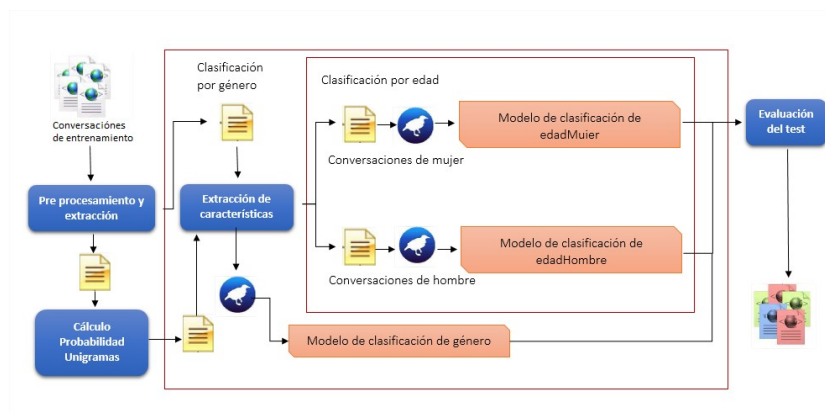 Conversaciónes
de entrenamiento
Pre procesamiento y
extracción
Cálculo
Probabilidad
Unigramas
Clasificación
por género
Extracción de
características
Clasificación por edad
Conversaciones de mujer
Modelo de clasificación de
edadMuier
Conversaciones de hombre
Modelo de clasificación de
edadHombre
Modelo de clasificación de género
Evaluación
del test